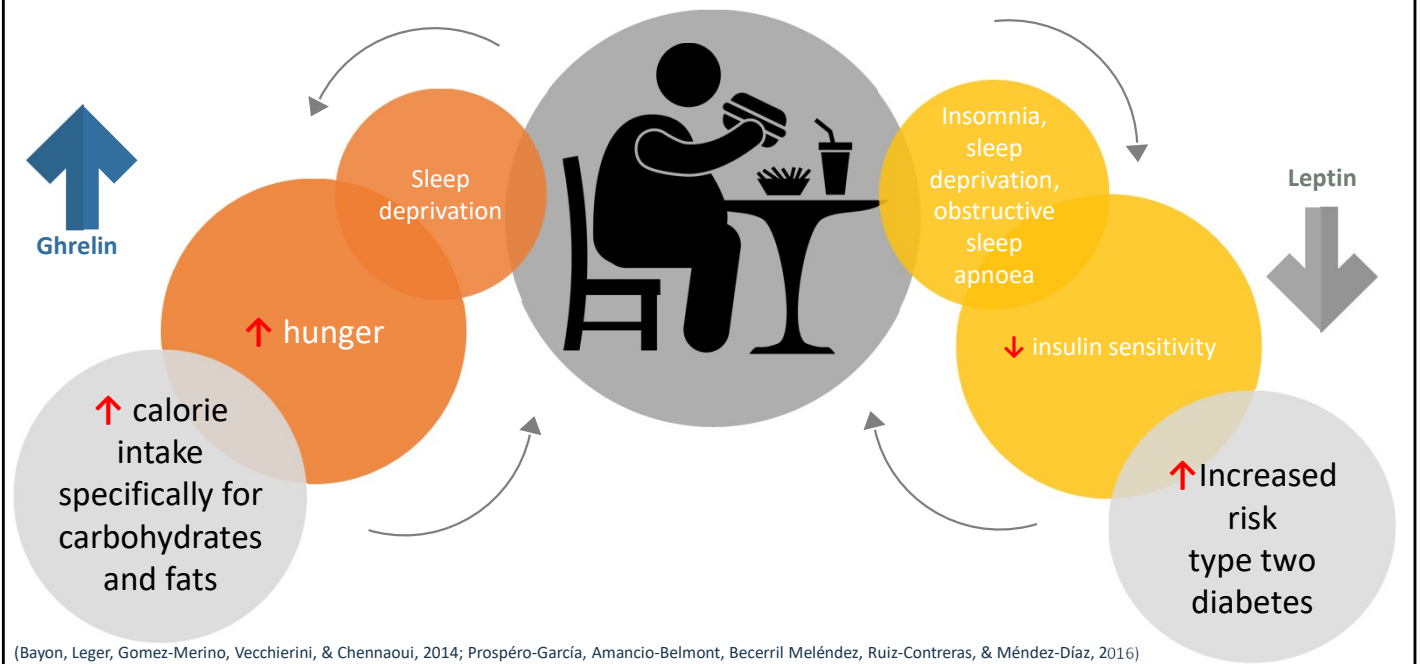 Ghrelin
Sleep
deprivation
↑ hunger
↑ calorie
intake
specifically for
carbohydrates
and fats
Insomnia,
sleep
deprivation,
obstructive
sleep
apnoea
Leptin
↓ insulin sensitivity
↑Increased
risk
type two
diabetes
(Bayon, Leger, Gomez-Merino, Vecchierini, & Chennaoui, 2014; Prospéro-García, Amancio-Belmont, Becerril Meléndez, Ruiz-Contreras, & Méndez-Díaz, 2016)